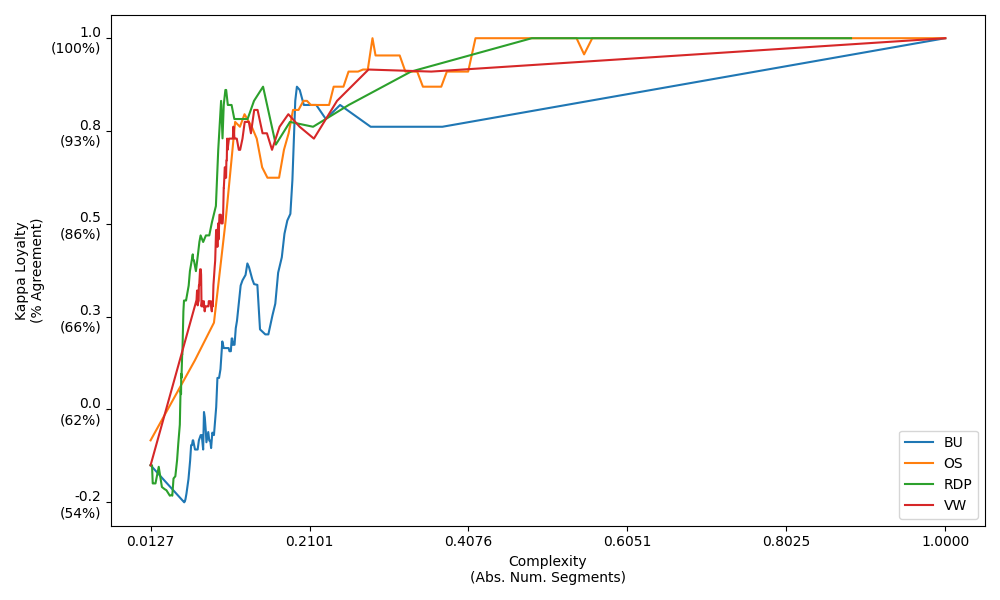 1.0
(100%)
0.8
(93%)
0.5
(86%)
0.3
(66%)
0.0
(62%)
-0.2
(54%)
Kappa Loyalty
(% Agreement)
BU
OS
RDP
VW
0.0127 0.2101 0.4076 0.6051 0.8025 1.0000
Complexity
(Abs. Num. Segments)